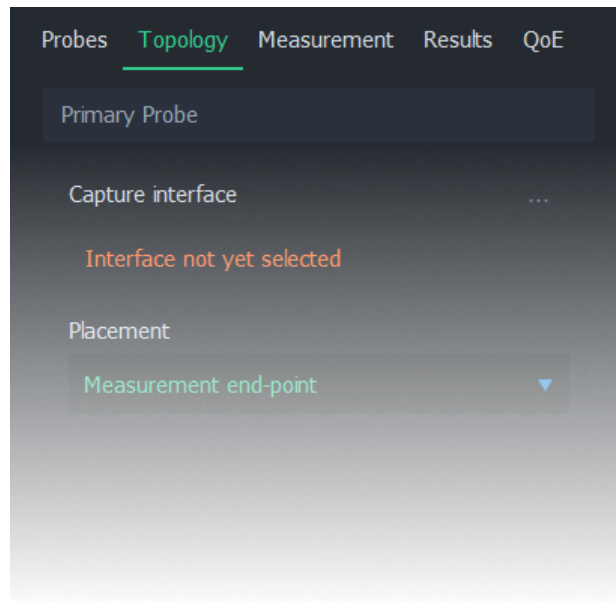 Probes Topology Measurement Results QoE
Primary Probe
Capture interface ...
Interface not yet selected
Placement
Measurement end-point